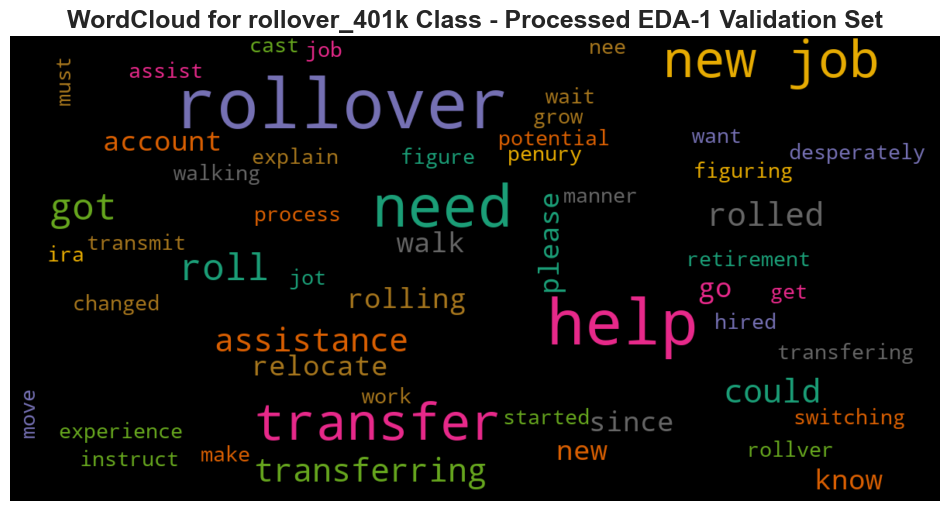 WordCloud for rollover_401k Class - Processed EDA-1 Validation Set
cast
job
nee
new job
must
assist
rollover
wait
grow
account
explain
figure
potential
penury
want
desperately
walking
figuring
got
process
need
please
manner
rolled
transmit
walk
ira
roll
jot
retirement
changed
rolling
go
get
help
hired
assistance
transfering
relocate
work
could
move
transfer
started
since
switching
experience
instruct
make
transferring
new
rollver
know